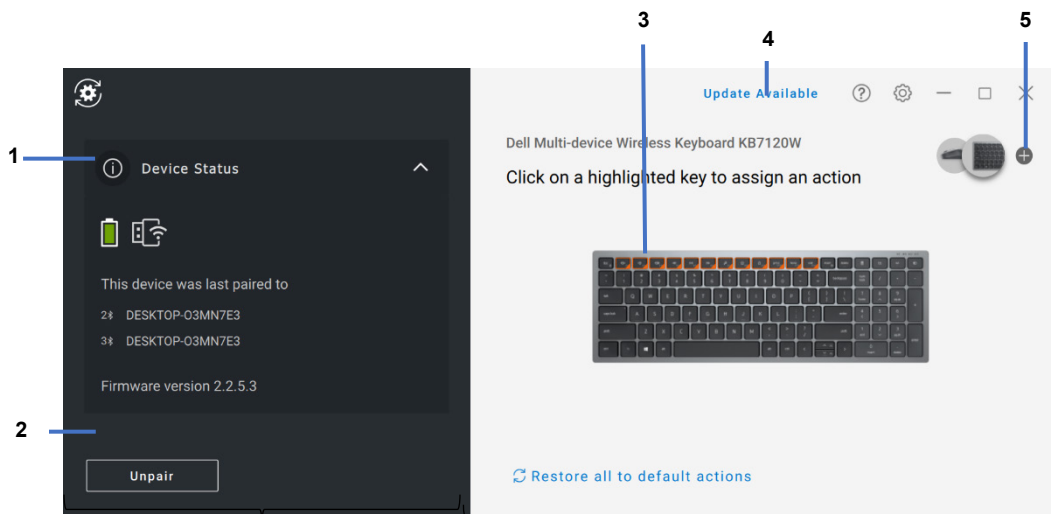 3
5
4
Update Available
1
Device Status
Dell Multi-device Wireless Keyboard KB7120W
Click on a highlighted key to assign an action
This device was last paired to
2 DESKTOP-O3MN7E3
3 DESKTOP-O3MN7E3
Firmware version 2.2.5.3
2
Unpair
Restore all to default actions